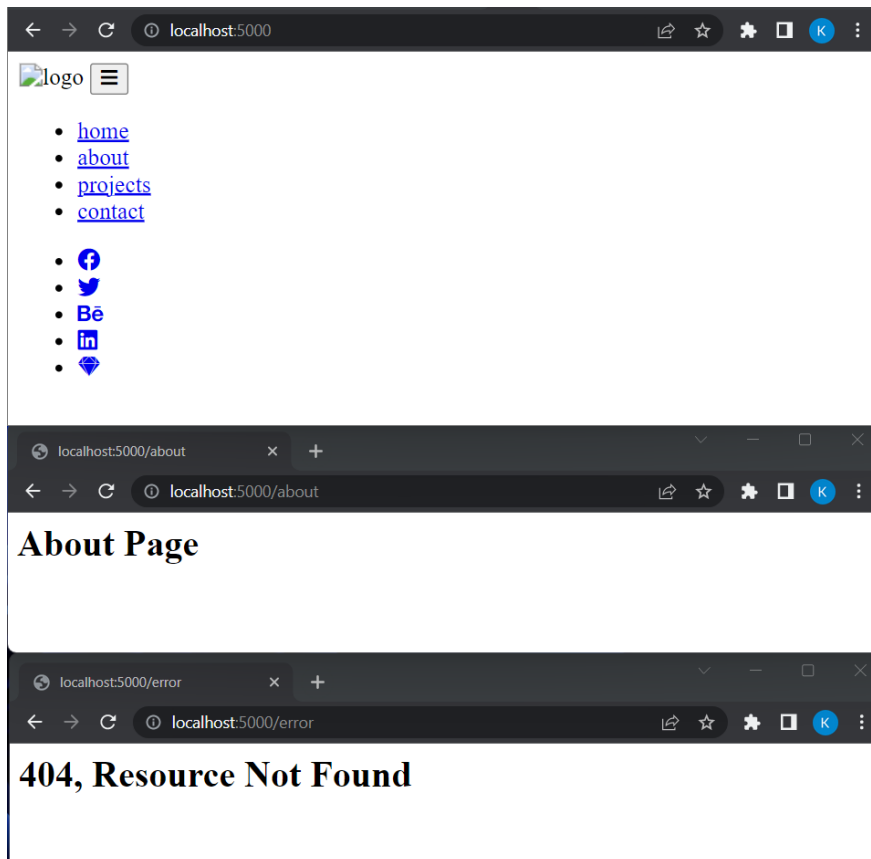 localhost:5000
K
logo
home
about
projects
contact
Bē
in
localhost:5000/about
localhost:5000/about
K
About Page
localhost:5000/error
localhost:5000/error
K
404, Resource Not Found